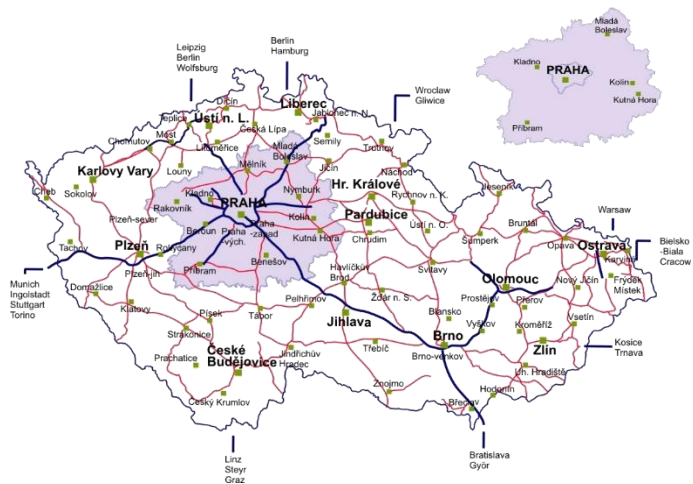 Leipzig
Berlin
Wolfsburg
Berlin
Hamburg
Wroclaw
Gliwice
Mladá
Boleslav
Kladno
PRAHA
Kolín
Kutná Hora
Příbram
Děčín
Teplice
Ústí n. L.
Liberec
Jablonec n. N.
Most
Chomutov
Litoměřice
Česká Lípa
Semily
Trutnov
Karlovy Vary
Louny
Mělník
Mladá
Boleslav
Jičín
Náchod
Cheb
Sokolov
Rakovník
Kladno
PRAHA
Nymburk
Hr. Králové
Rychnov n. K.
Jeseník
Plzeň-sever
Beroun
Praha
-vých.
Praha
-západ
Kolín
Kutná Hora
Pardubice
Chrudim
Ústí n. O.
Šumperk
Bruntál
Opava
Ostrava
Karviná
Warsaw
Bielsko
-Biala
Cracow
Tachov
Plzeň
Rokycany
Příbram
Benešov
Havlíčkův
Brod
Svitavy
Olomouc
Nový Jičín
Frýdek
Místek
Munich
Ingolstadt
Stuttgart
Torino
Domažlice
Plzeň-jih
Klatovy
Písek
Tábor
Pelhřimov
Žďár n. S.
Jihlava
Blansko
Prostějov
Přerov
Vyškov
Kroměříž
Vsetín
Strakonice
Prachatice
České
Budějovice
Jindřichův
Hradec
Třebíč
Brno
Brno-venkov
Zlín
Kosice
Trnava
Český Krumlov
Znojmo
Uh. Hradiště
Hodonín
Břeclav
Linz
Steyr
Graz
Bratislava
Györ